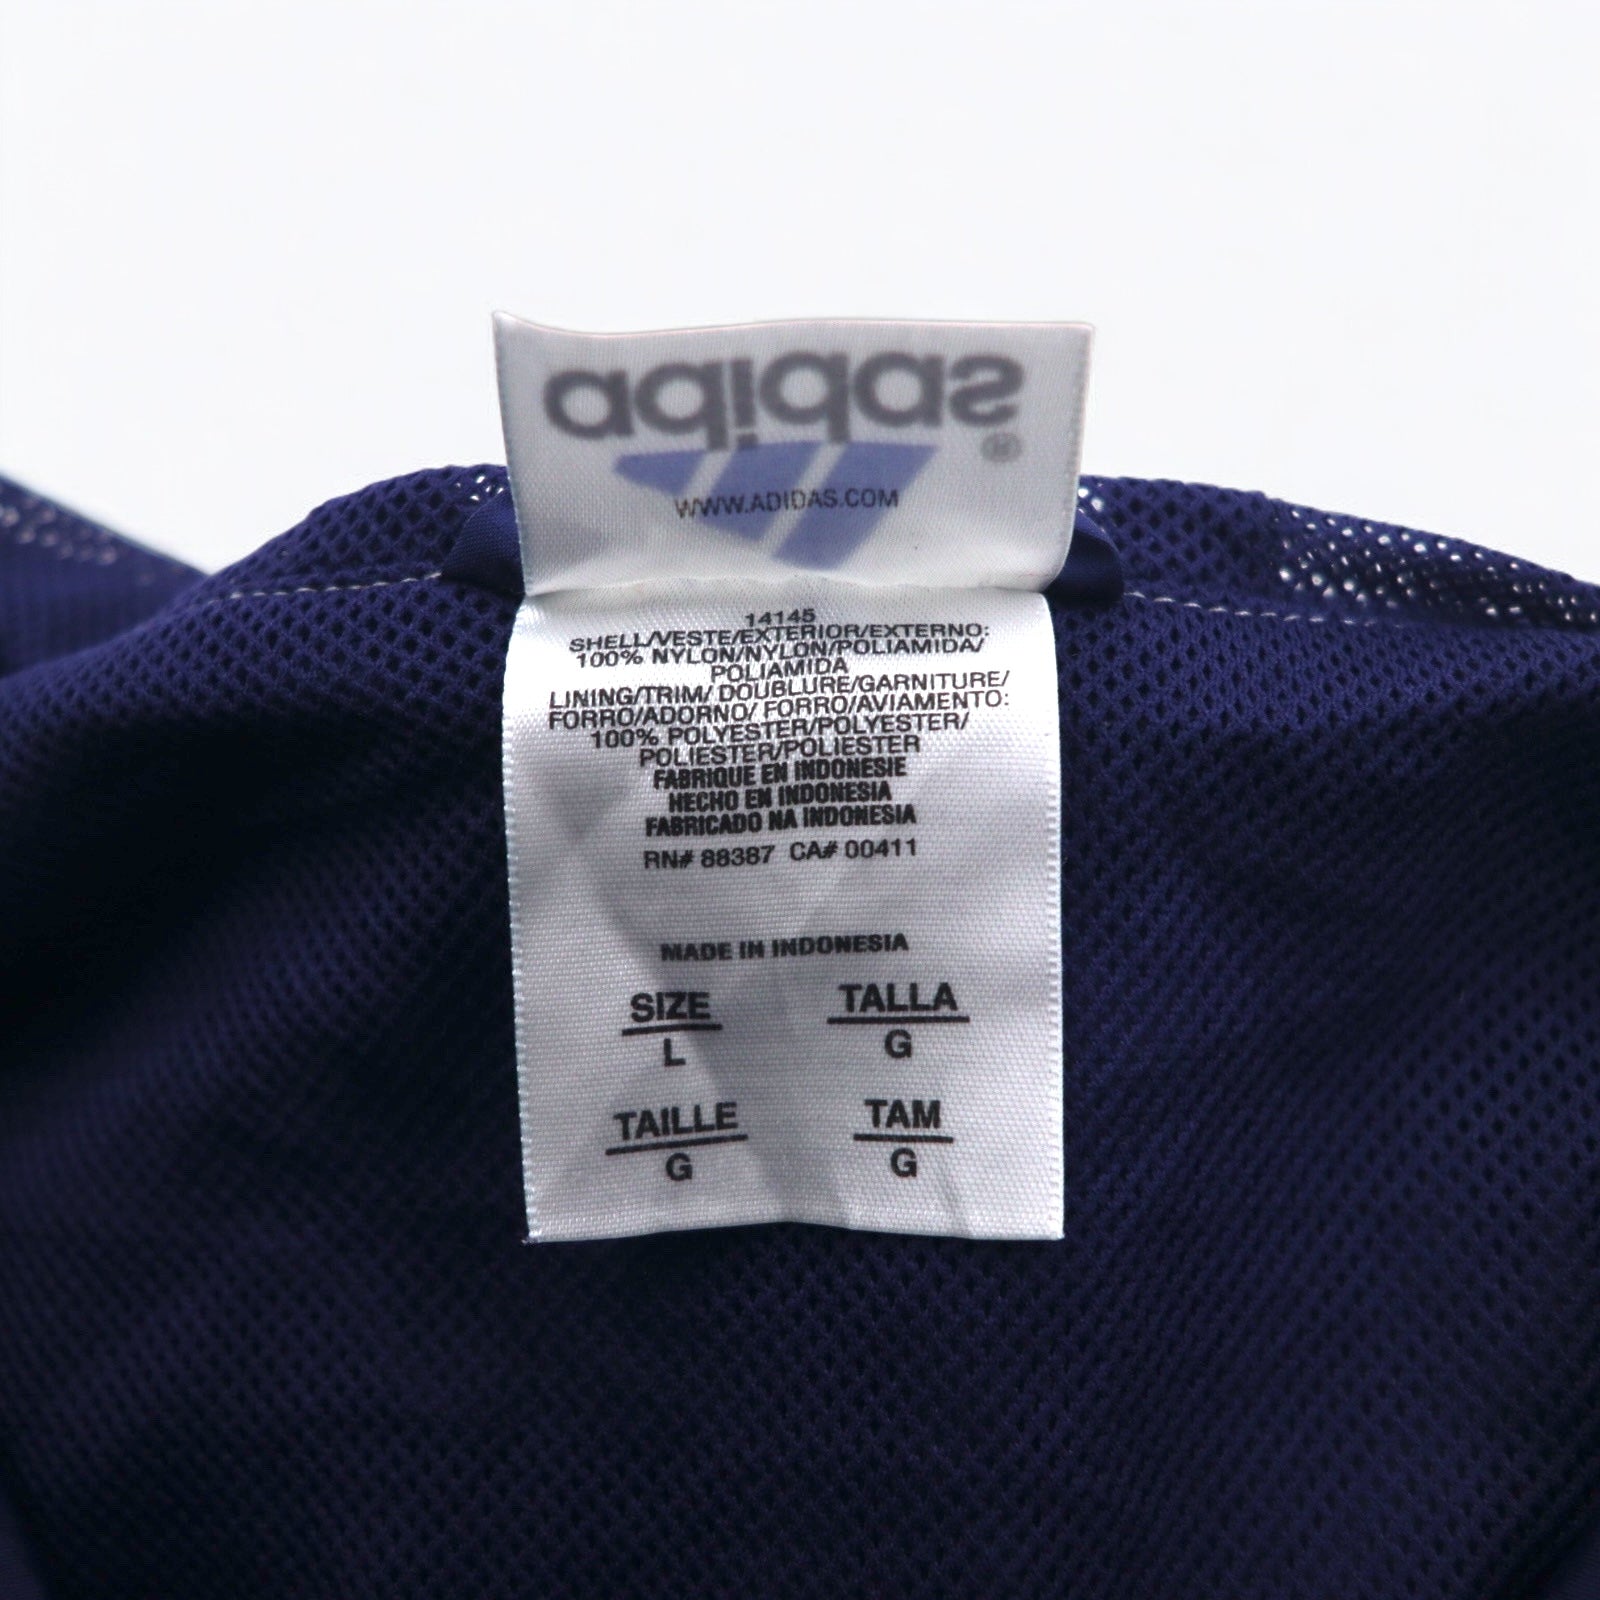 adidas
®
WWW.ADIDAS.COM
14145
SHELL/VESTE/EXTERIOR/EXTERNO:
100% NYLON/NYLON/POLIAMIDA/
POLIAMIDA
LINING/TRIM/ DOUBLURE/GARNITURE/
FORRO/ADORNO/ FORRO/AVIAMENTO:
100% POLYESTER/POLYESTER/
POLIESTER/POLIESTER
FABRIQUE EN INDONESIE
HECHO EN INDONESIA
FABRICADO NA INDONESIA
RN# 88387 CA# 00411
MADE IN INDONESIA
SIZE TALLA
L G
TAILLE TAM
G G